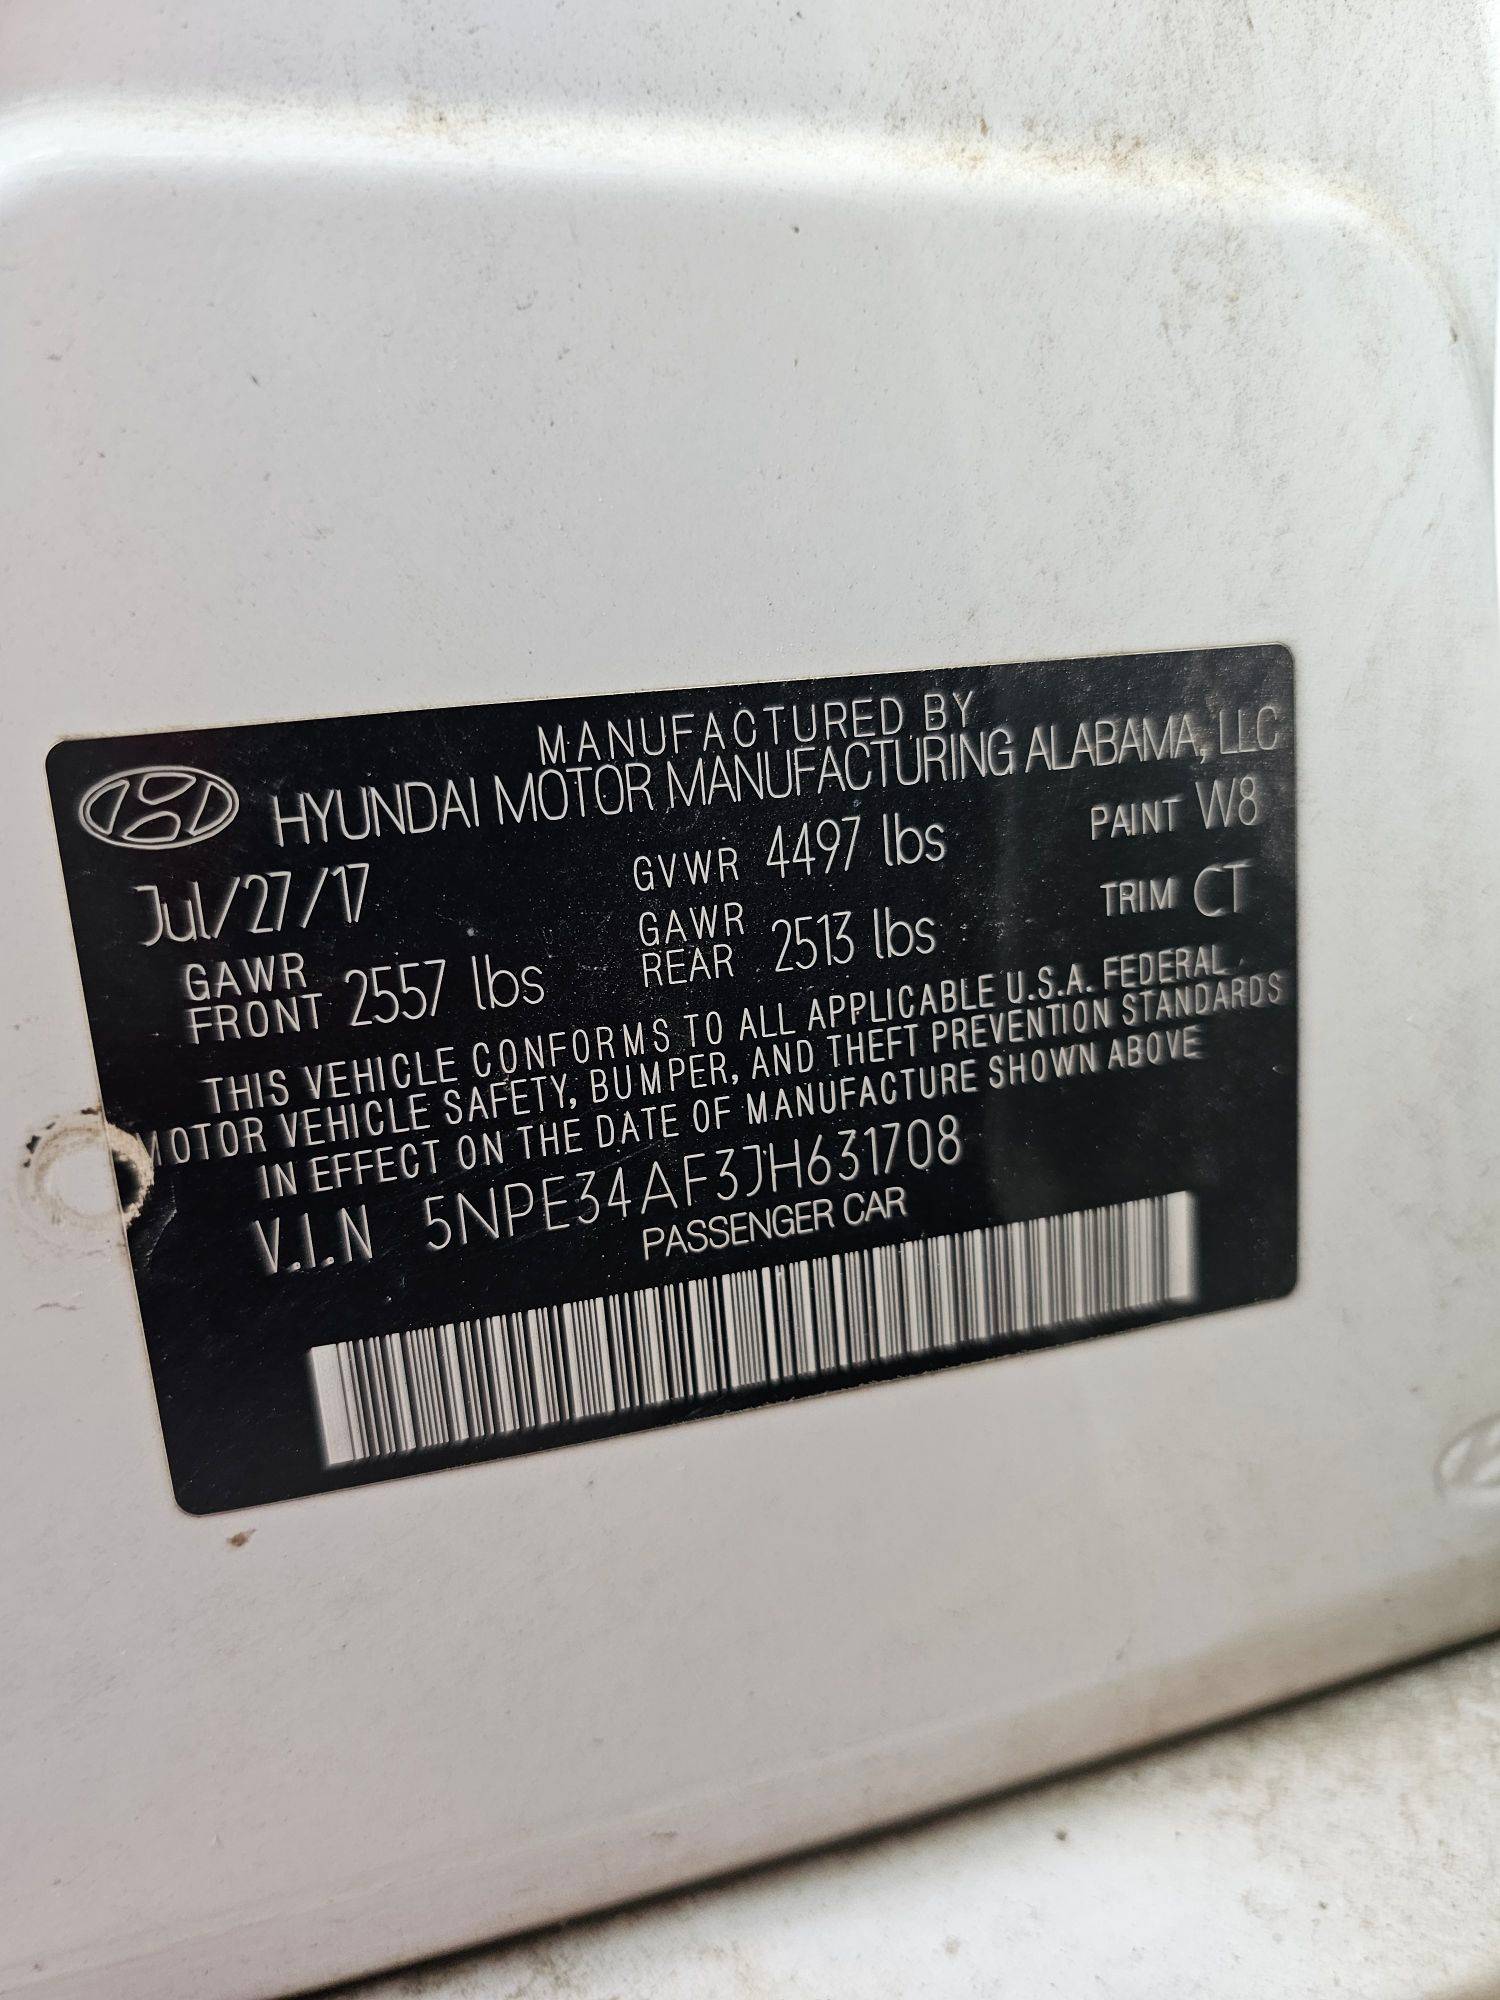 MANUFACTURED BY
HYUNDAI MOTOR MANUFACTURING ALABAMA, LLC
Jul/27/17 GVWR 4497 lbs PAINT W8
GAWR FRONT 2557 lbs GAWR REAR 2513 lbs TRIM CT
THIS VEHICLE CONFORMS TO ALL APPLICABLE U.S.A. FEDERAL
MOTOR VEHICLE SAFETY, BUMPER, AND THEFT PREVENTION STANDARDS
IN EFFECT ON THE DATE OF MANUFACTURE SHOWN ABOVE
V.I.N 5NPE34AF3JH631708
PASSENGER CAR